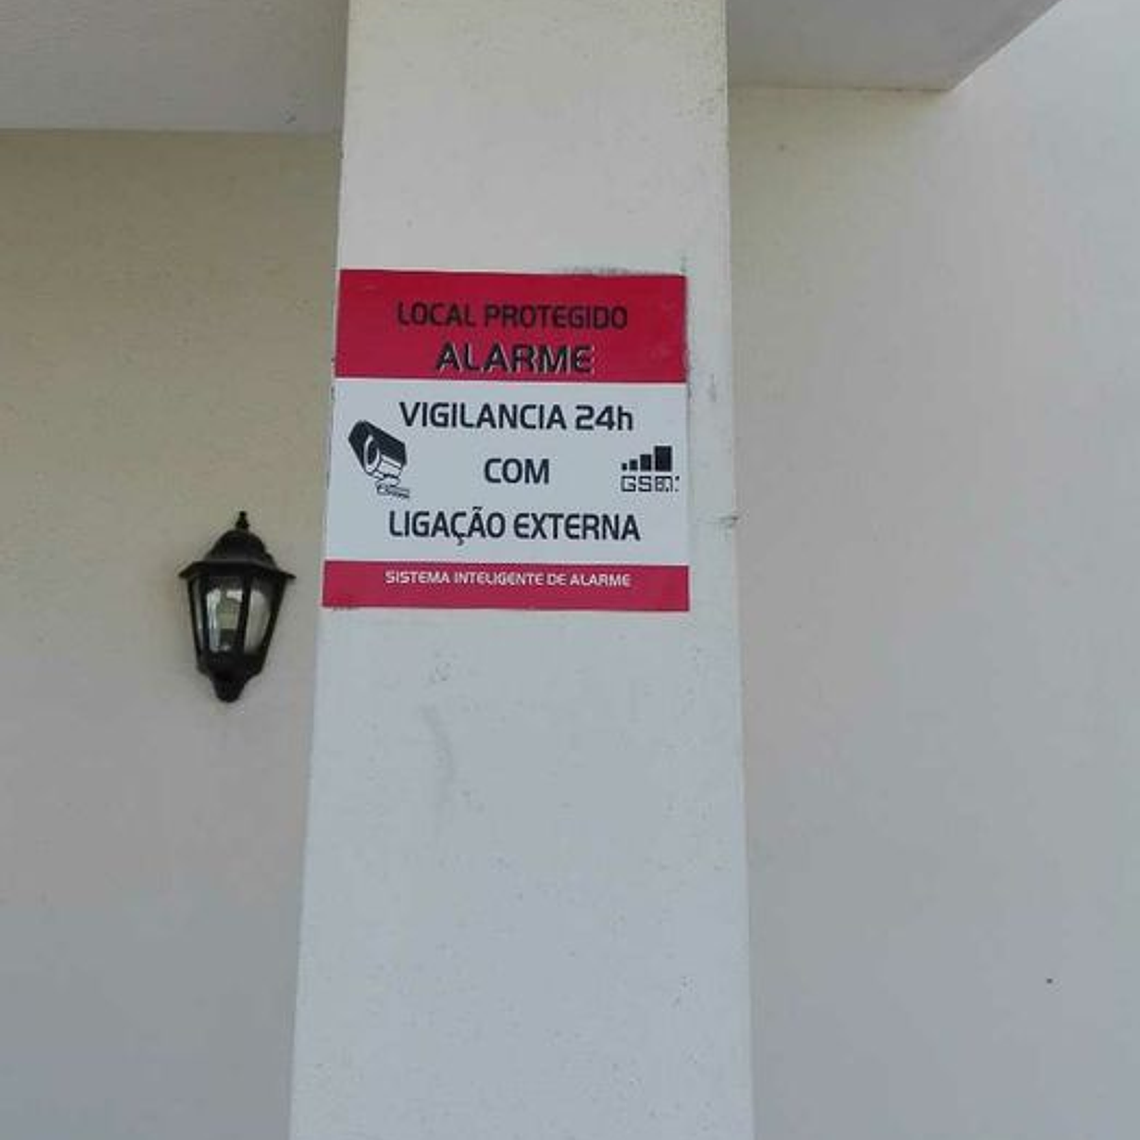 LOCAL PROTEGIDO
ALARME
VIGILANCIA 24h
COM
GSM
LIGAÇÃO EXTERNA
SISTEMA INTELIGENTE DE ALARME